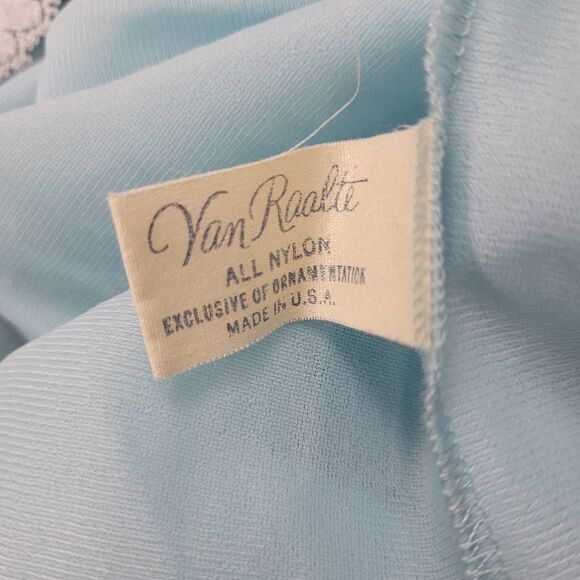 Van Raalte
ALL NYLON
EXCLUSIVE OF ORNAMENTATION
MADE IN U.S.A.